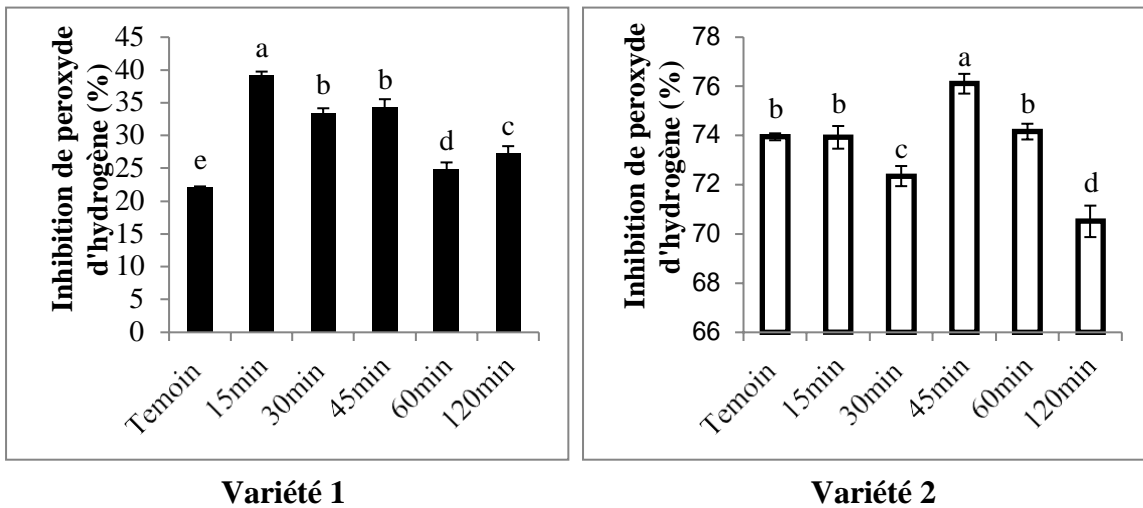 Inhibition de peroxyde
d'hydrogène (%)
45
40
35
30
25
20
15
10
5
0
e
a
b
b
d
c
Temoin
15min
30min
45min
60min
120min
Variété 1
Inhibition de peroxyde
d'hydrogène (%)
78
76
74
72
70
68
66
b
b
c
a
b
d
Temoin
15min
30min
45min
60min
120min
Variété 2